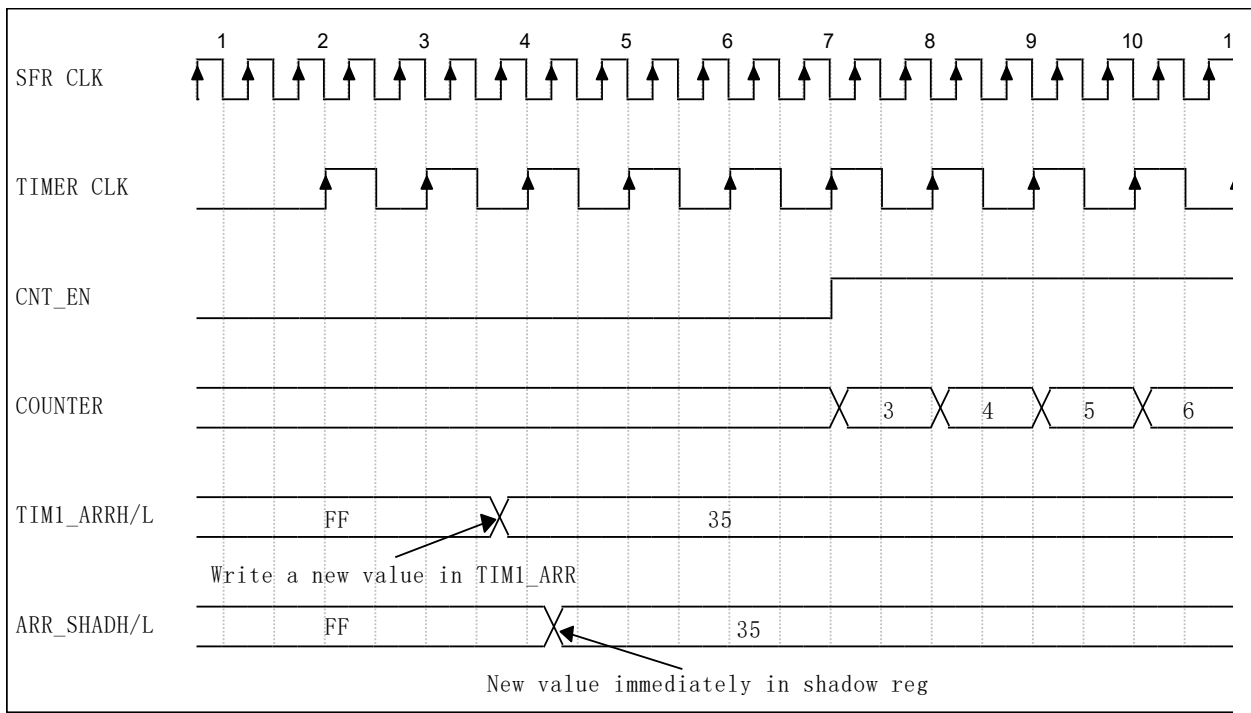 1 2 3 4 5 6 7 8 9 10 1
SFR CLK
TIMER CLK
CNT_EN
COUNTER 3 4 5 6
TIM1_ARRH/L FF 35
Write a new value in TIM1_ARR
ARR_SHADH/L FF 35
New value immediately in shadow reg